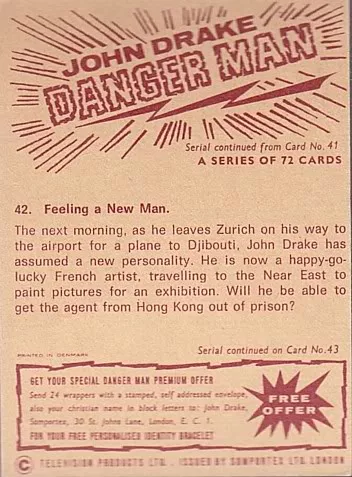 JOHN DRAKE
DANGER MAN
Serial continued from Card No. 41
A SERIES OF 72 CARDS
42. Feeling a New Man.
The next morning, as he leaves Zurich on his way to
the airport for a plane to Djibouti, John Drake has
assumed a new personality. He is now a happy-go-
lucky French artist, travelling to the Near East to
paint pictures for an exhibition. Will he be able to
get the agent from Hong Kong out of prison?
PRINTED IN DENMARK
Serial continued on Card No. 43
GET YOUR SPECIAL DANGER MAN PREMIUM OFFER
Send 24 wrappers with a stamped, self addressed envelope,
also your christian name in block letters to: John Drake,
Somportex, 30 St. Johns Lane, London, E. C. 1.
FOR YOUR FREE PERSONALISED IDENTITY BRACELET
FREE
OFFER
© TELEVISION PRODUCTS LTD. ISSUED BY SOMPORTEX LTD. LONDON